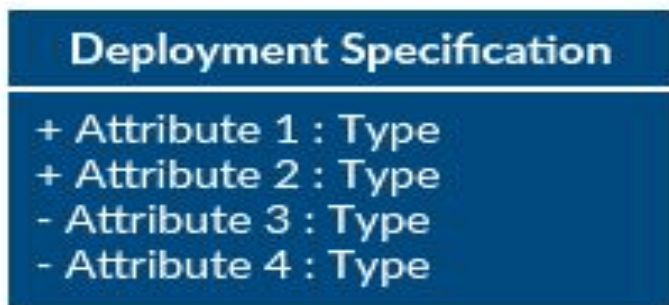 Deployment Specification
+ Attribute 1 : Type
+ Attribute 2 : Type
- Attribute 3 : Type
- Attribute 4 : Type